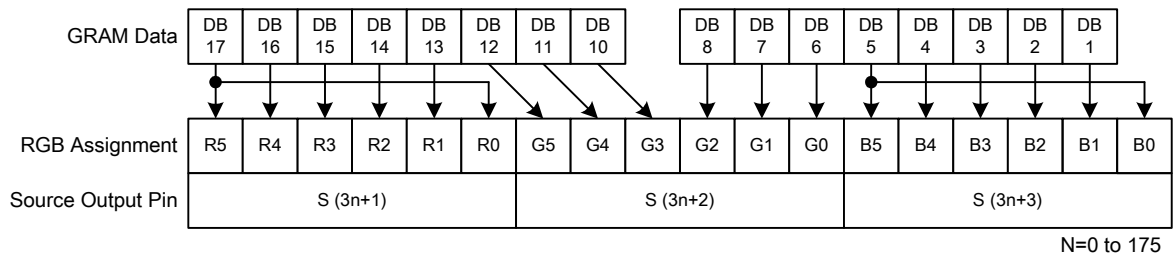 GRAM Data DB 17 DB 16 DB 15 DB 14 DB 13 DB 12 DB 11 DB 10 DB 8 DB 7 DB 6 DB 5 DB 4 DB 3 DB 2 DB 1
RGB Assignment R5 R4 R3 R2 R1 R0 G5 G4 G3 G2 G1 G0 B5 B4 B3 B2 B1 B0
Source Output Pin S (3n+1) S (3n+2) S (3n+3)
N=0 to 175